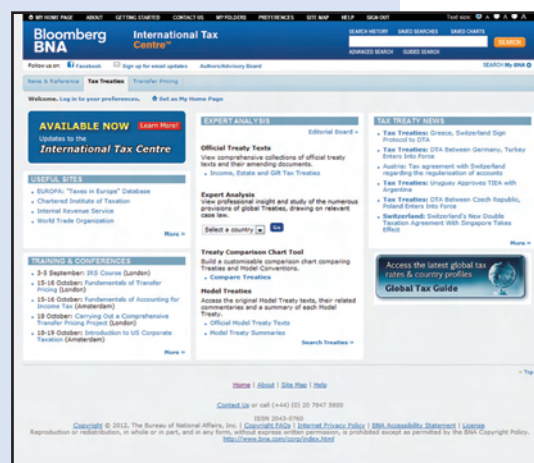 MY HOME PAGE ABOUT GETTING STARTED CONTACT US MY FOLDERS PREFERENCES SITE MAP HELP SIGN OUT Text size: A A A A
Bloomberg
BNA
International Tax
Centre™
SEARCH HISTORY SAVED SEARCHES SAVED CHARTS
SEARCH
ADVANCED SEARCH GUIDED SEARCH
Follow us on Facebook Sign up for email updates Authors/Advisory Board SEARCH My BNA
News & Reference Tax Treaties Transfer Pricing
Welcome. Log in to your preferences. Set as My Home Page
AVAILABLE NOW Learn More!
Updates to the
International Tax Centre
USEFUL SITES
EUROPA: "Taxes in Europe" Database
Chartered Institute of Taxation
Internal Revenue Service
World Trade Organization
More »
TRAINING & CONFERENCES
3-5 September: IRS Course (London)
15-16 October: Fundamentals of Transfer
Pricing (London)
15-16 October: Fundamentals of Accounting for
Income Tax (Amsterdam)
18 October: Carrying Out a Comprehensive
Transfer Pricing Project (London)
18-19 October: Introduction to US Corporate
Taxation (Amsterdam)
More »
EXPERT ANALYSIS
Editorial Board »
Official Treaty Texts
View comprehensive collections of official treaty
texts and their amending documents.
Income, Estate and Gift Tax Treaties
Expert Analysis
View professional insight and study of the numerous
provisions of global Treaties, drawing on relevant
case law.
Select a country Go
Treaty Comparison Chart Tool
Build a customisable comparison chart comparing
Treaties and Model Conventions.
Compare Treaties
Model Treaties
Access the original Model Treaty texts, their related
commentaries and a summary of each Model
Treaty.
Official Model Treaty Texts
Model Treaty Summaries
Search Treaties »
TAX TREATY NEWS
Tax Treaties: Greece, Switzerland Sign
Protocol to DTA
Tax Treaties: DTA Between Germany, Turkey
Enters Into Force
Austria: Tax agreement with Switzerland
regarding the regularisation of accounts
Tax Treaties: Uruguay Approves TIEA with
Argentina
Tax Treaties: DTA Between Czech Republic,
Poland Enters Into Force
Switzerland: Switzerland's New Double
Taxation Agreement With Singapore Takes
Effect
More »
Access the latest global tax
rates & country profiles
Global Tax Guide
Top
Home | About | Site Map | Help
Contact Us or call (+44) (0) 20 7847 5800
ISSN 2043-0760
Copyright © 2012, The Bureau of National Affairs, Inc. | Copyright FAQs | Internet Privacy Policy | BNA Accessibility Statement | License
Reproduction or redistribution, in whole or in part, and in any form, without express written permission, is prohibited except as permitted by the BNA Copyright Policy.
http://www.bna.com/corp/index.html